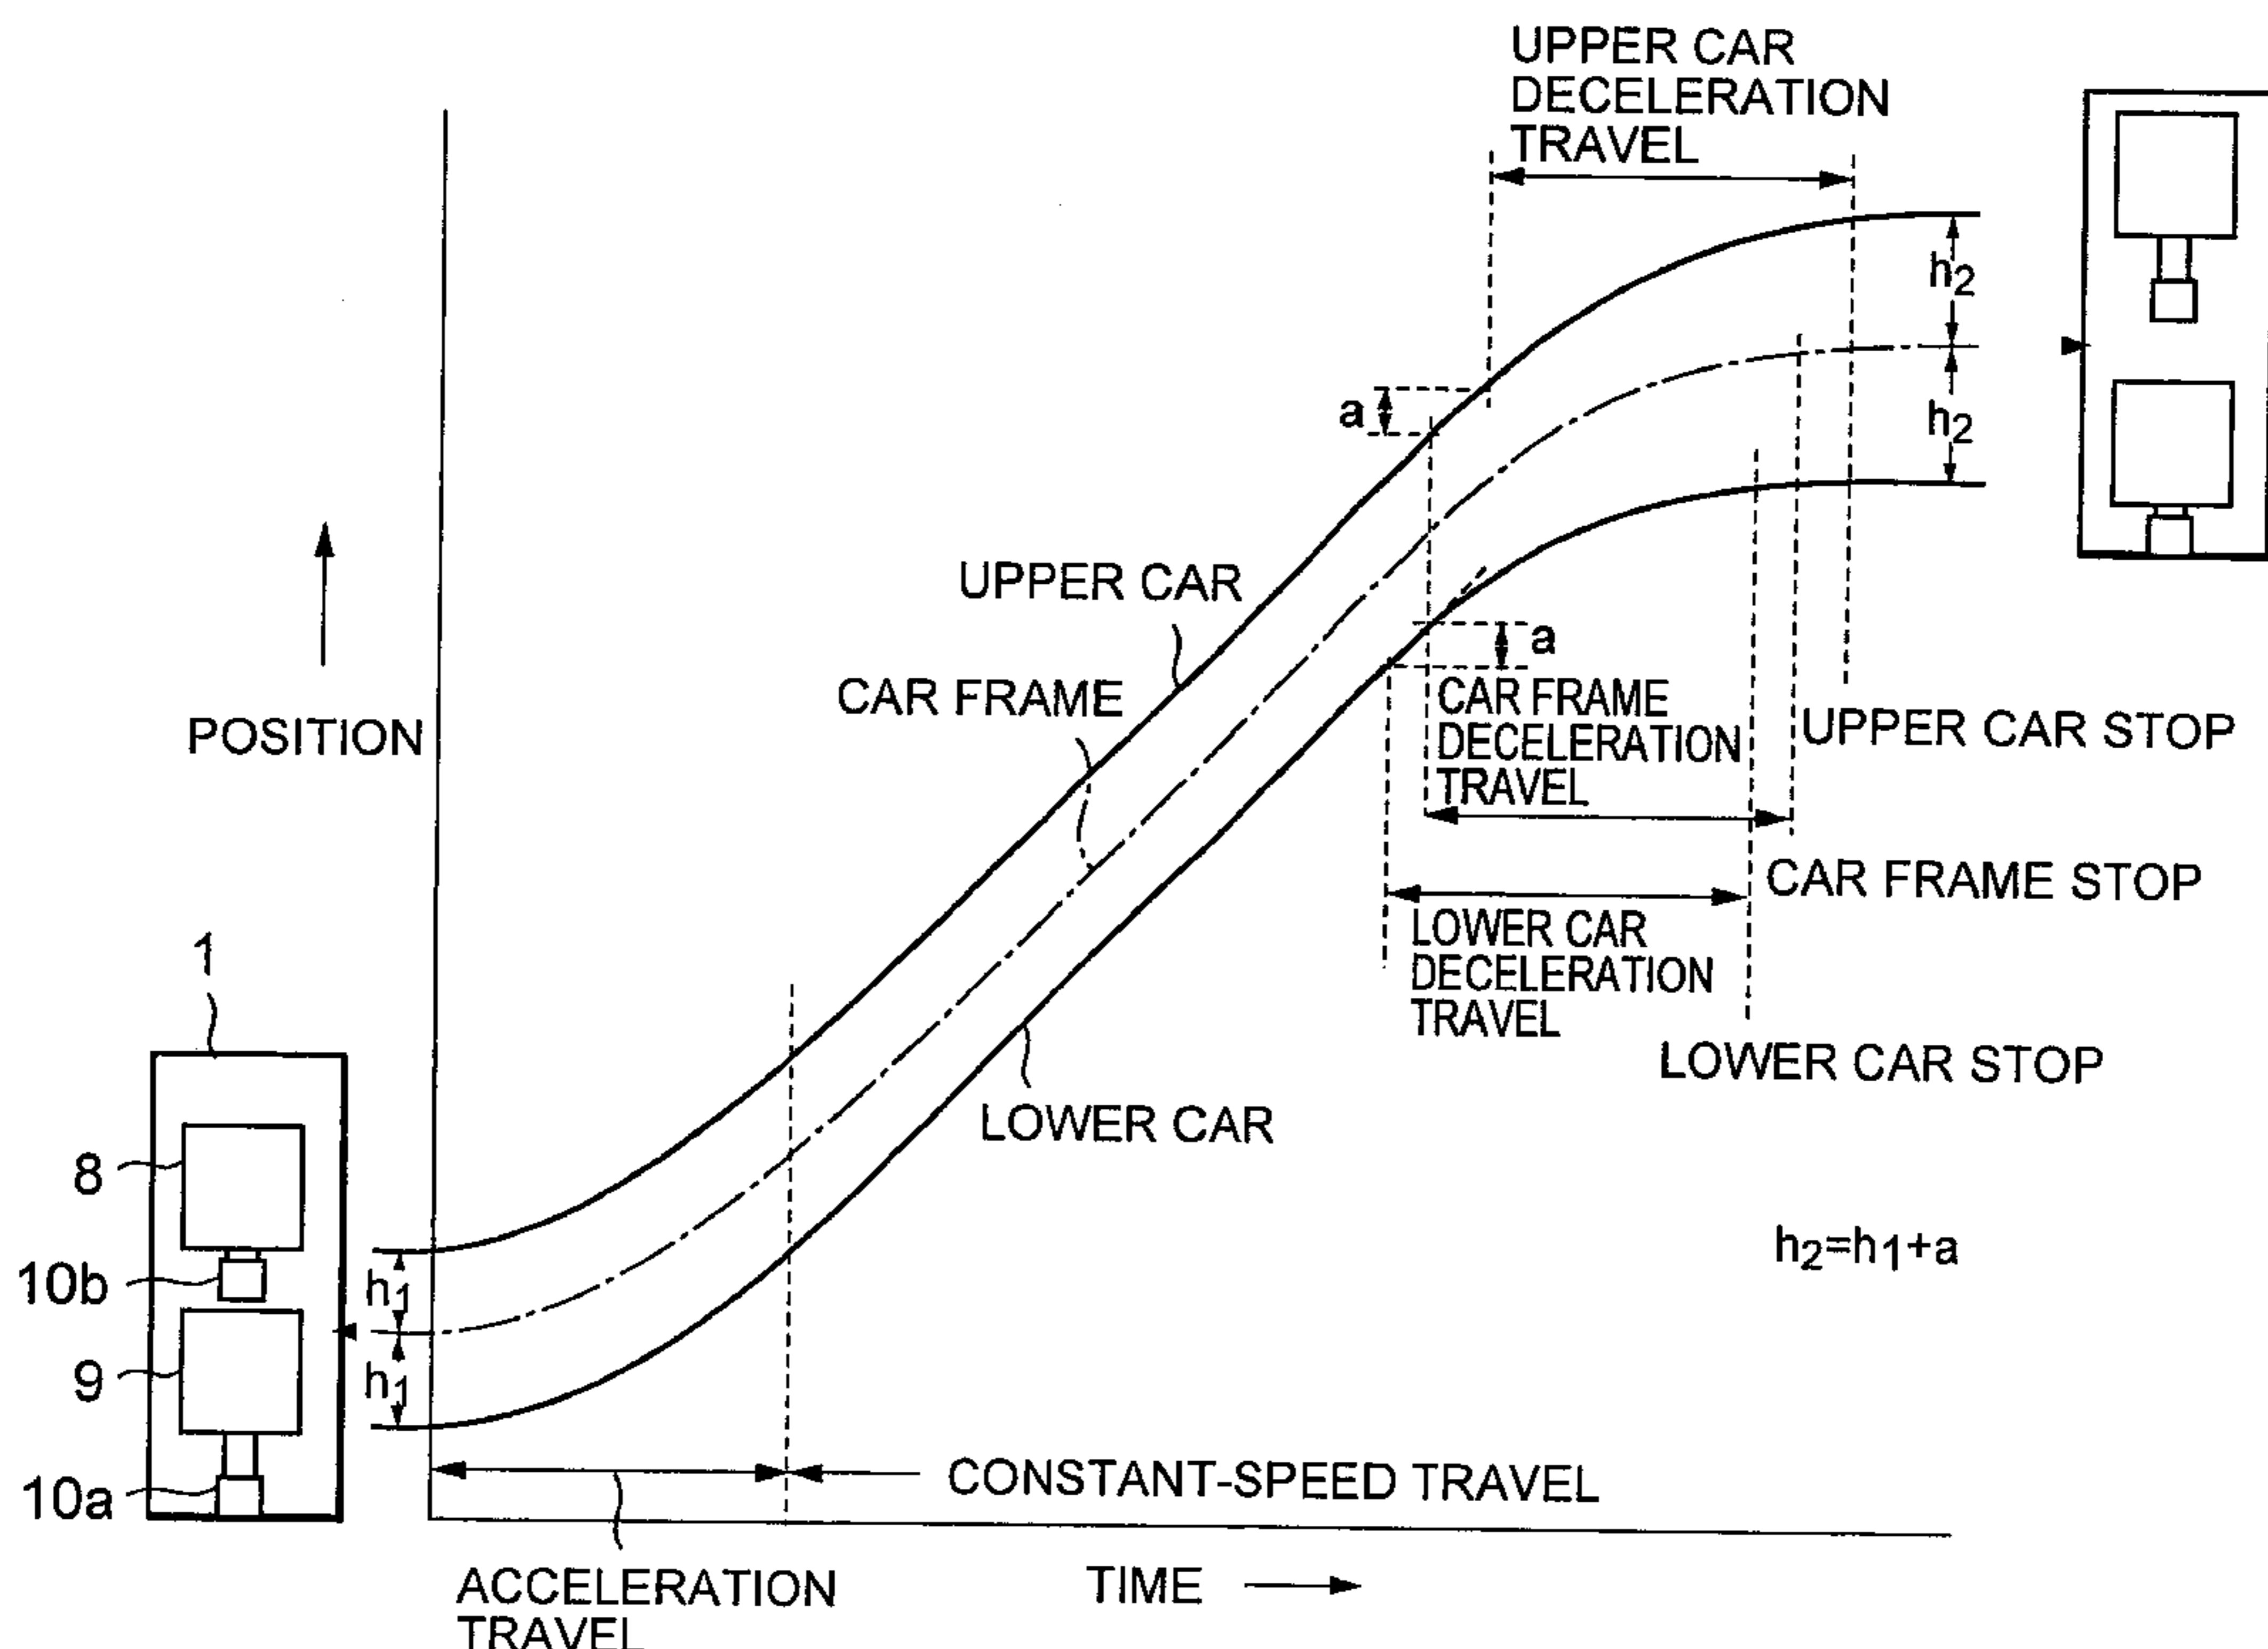 UPPER CAR
DECELERATION
TRAVEL
h2
a
h2
UPPER CAR
a
CAR FRAME
CAR FRAME
DECELERATION
TRAVEL
POSITION
UPPER CAR STOP
CAR FRAME STOP
LOWER CAR
DECELERATION
TRAVEL
1
LOWER CAR STOP
LOWER CAR
8
h2=h1+a
10b
h1
9
h1
10a
CONSTANT-SPEED TRAVEL
ACCELERATION
TRAVEL
TIME